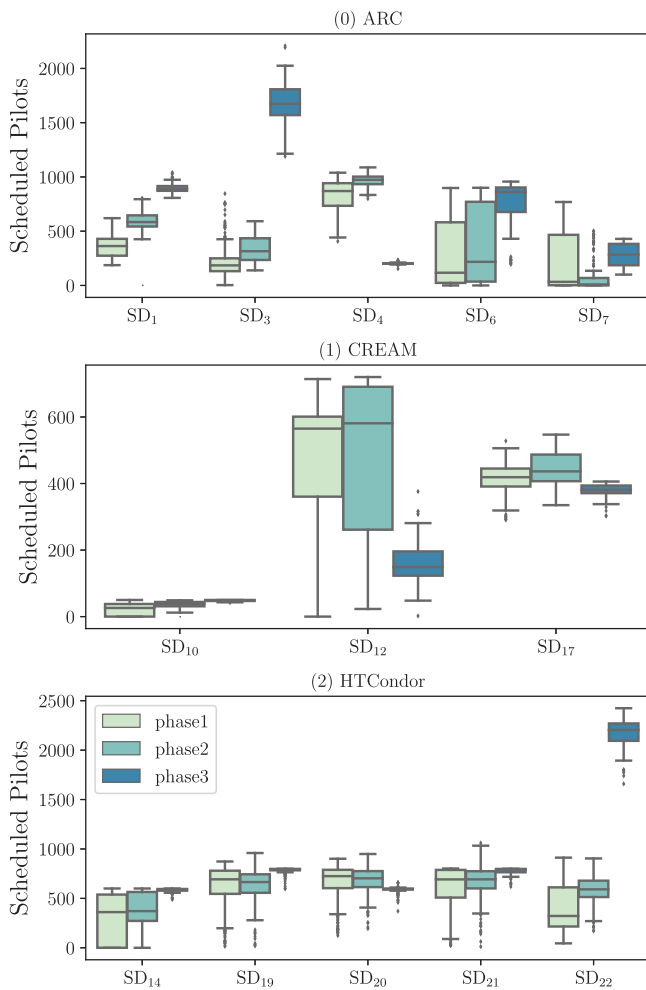 (0) ARC
Scheduled Pilots
2000
1500
1000
500
0
SD₁ SD₃ SD₄ SD₆ SD₇
(1) CREAM
Scheduled Pilots
600
400
200
0
SD₁₀ SD₁₂ SD₁₇
(2) HTCondor
Scheduled Pilots
2500
2000
1500
1000
500
0
phase1
phase2
phase3
SD₁₄ SD₁₉ SD₂₀ SD₂₁ SD₂₂